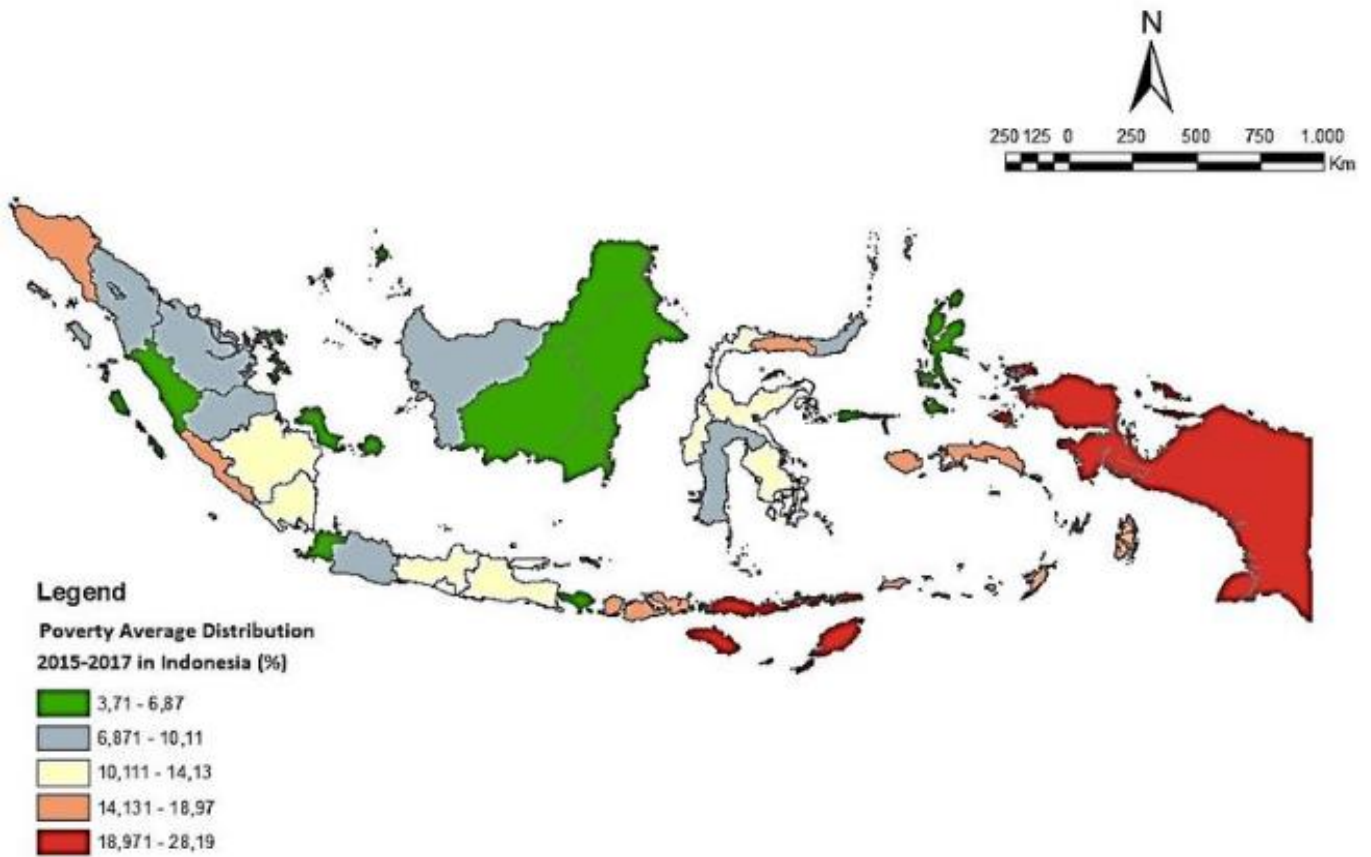 N
250 125 0 250 500 750 1.000
Km
Legend
Poverty Average Distribution
2015-2017 in Indonesia (%)
3,71 - 6,87
6,871 - 10,11
10,111 - 14,13
14,131 - 18,97
18,971 - 28,19